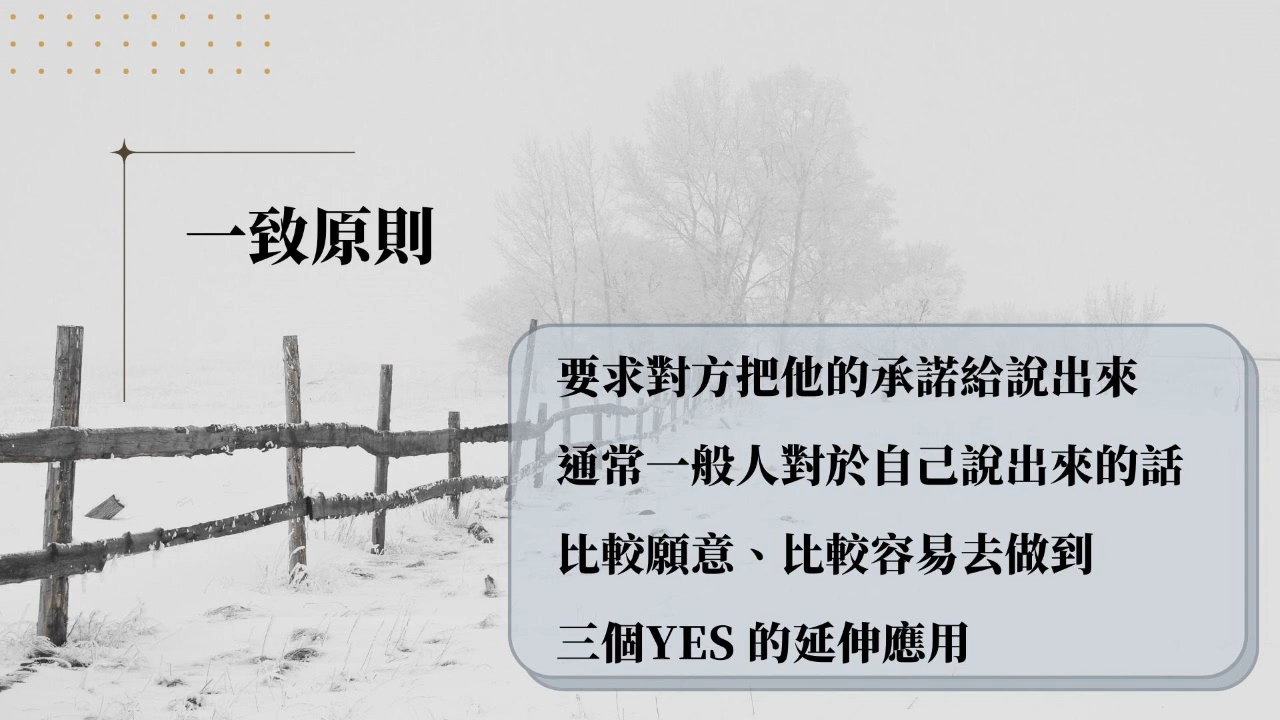 一致原則
要求對方把他的承諾給說出來
通常一般人對於自己說出來的話
比較願意、比較容易去做到
三個YES 的延伸應用